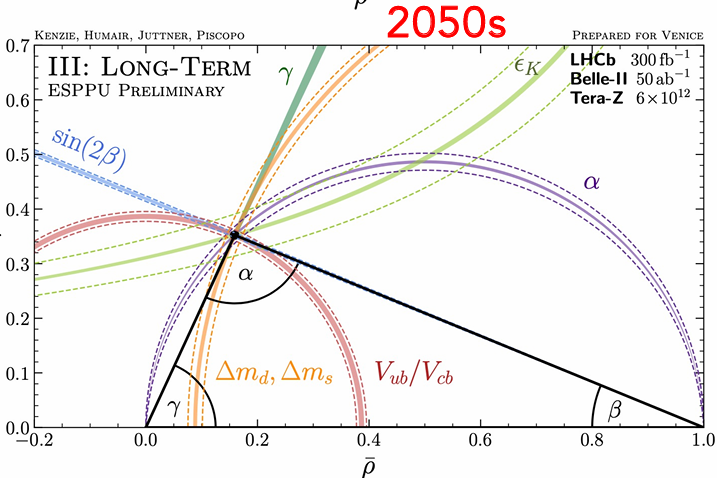 ρ̄
2050s
KENZIE, HUMAIR, JUTTNER, PISCOPO
PREPARED FOR VENICE
III: LONG-TERM
ESPPU PRELIMINARY
LHCb 300 fb⁻¹
Belle-II 50 ab⁻¹
Tera-Z 6×10¹²
γ
ϵ_K
sin(2β)
α
α
Δm_d, Δm_s
V_ub/V_cb
γ
β
0.7
0.6
0.5
0.4
0.3
0.2
0.1
0.0
−0.2 0.0 0.2 0.4 0.6 0.8 1.0
ρ̄